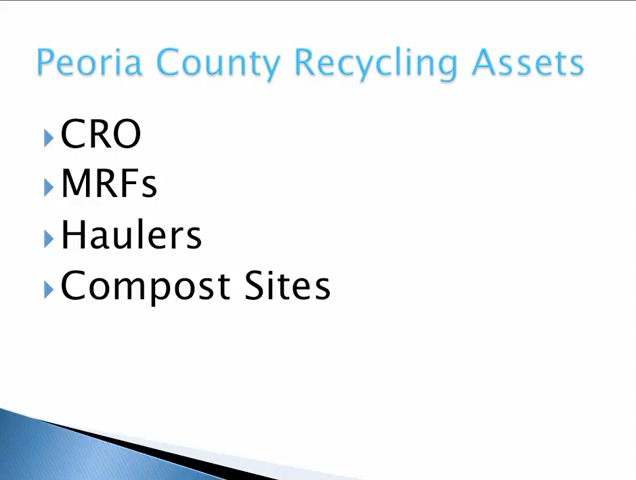 Peoria County Recycling Assets
CRO
MRFs
Haulers
Compost Sites